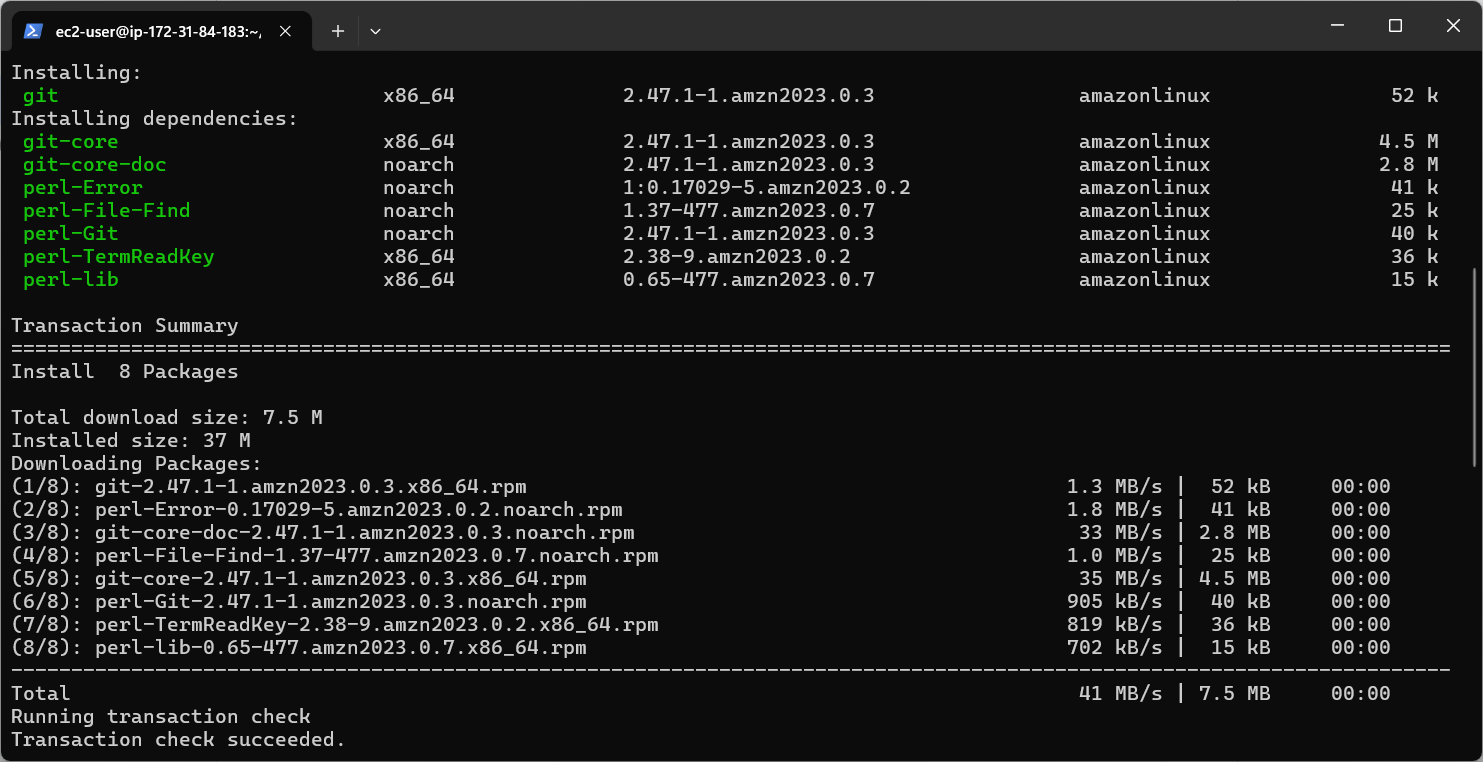 ec2-user@ip-172-31-84-183:~/
Installing:
git x86_64 2.47.1-1.amzn2023.0.3 amazonlinux 52 k
Installing dependencies:
git-core x86_64 2.47.1-1.amzn2023.0.3 amazonlinux 4.5 M
git-core-doc noarch 2.47.1-1.amzn2023.0.3 amazonlinux 2.8 M
perl-Error noarch 1:0.17029-5.amzn2023.0.2 amazonlinux 41 k
perl-File-Find noarch 1.37-477.amzn2023.0.7 amazonlinux 25 k
perl-Git noarch 2.47.1-1.amzn2023.0.3 amazonlinux 40 k
perl-TermReadKey x86_64 2.38-9.amzn2023.0.2 amazonlinux 36 k
perl-lib x86_64 0.65-477.amzn2023.0.7 amazonlinux 15 k
Transaction Summary
================================================================================================================________
Install 8 Packages
Total download size: 7.5 M
Installed size: 37 M
Downloading Packages:
(1/8): git-2.47.1-1.amzn2023.0.3.x86_64.rpm 1.3 MB/s | 52 kB 00:00
(2/8): perl-Error-0.17029-5.amzn2023.0.2.noarch.rpm 1.8 MB/s | 41 kB 00:00
(3/8): git-core-doc-2.47.1-1.amzn2023.0.3.noarch.rpm 33 MB/s | 2.8 MB 00:00
(4/8): perl-File-Find-1.37-477.amzn2023.0.7.noarch.rpm 1.0 MB/s | 25 kB 00:00
(5/8): git-core-2.47.1-1.amzn2023.0.3.x86_64.rpm 35 MB/s | 4.5 MB 00:00
(6/8): perl-Git-2.47.1-1.amzn2023.0.3.noarch.rpm 905 kB/s | 40 kB 00:00
(7/8): perl-TermReadKey-2.38-9.amzn2023.0.2.x86_64.rpm 819 kB/s | 36 kB 00:00
(8/8): perl-lib-0.65-477.amzn2023.0.7.x86_64.rpm 702 kB/s | 15 kB 00:00
------------------------------------------------------------------------------------------------------------------------
Total 41 MB/s | 7.5 MB 00:00
Running transaction check
Transaction check succeeded.